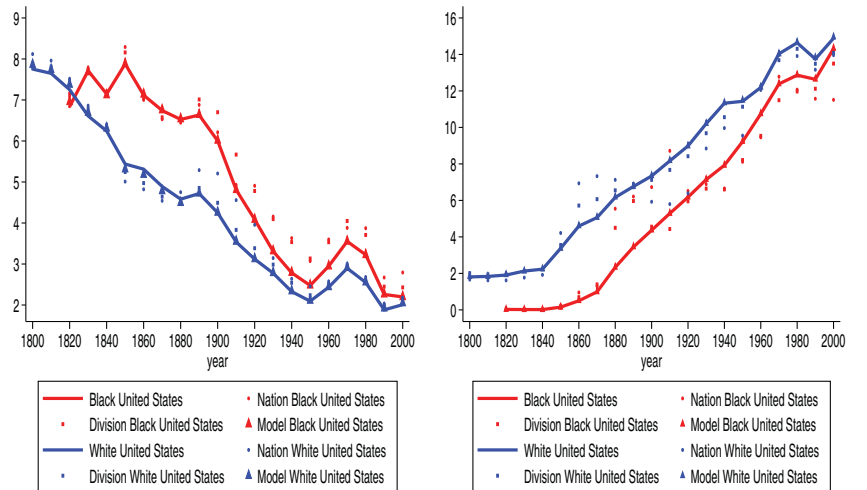 9
8
7
6
5
4
3
2
1800 1820 1840 1860 1880 1900 1920 1940 1960 1980 2000
year
Black United States
Nation Black United States
Division Black United States
Model Black United States
White United States
Nation White United States
Division White United States
Model White United States
16
14
12
10
8
6
4
2
0
1800 1820 1840 1860 1880 1900 1920 1940 1960 1980 2000
year
Black United States
Nation Black United States
Division Black United States
Model Black United States
White United States
Nation White United States
Division White United States
Model White United States